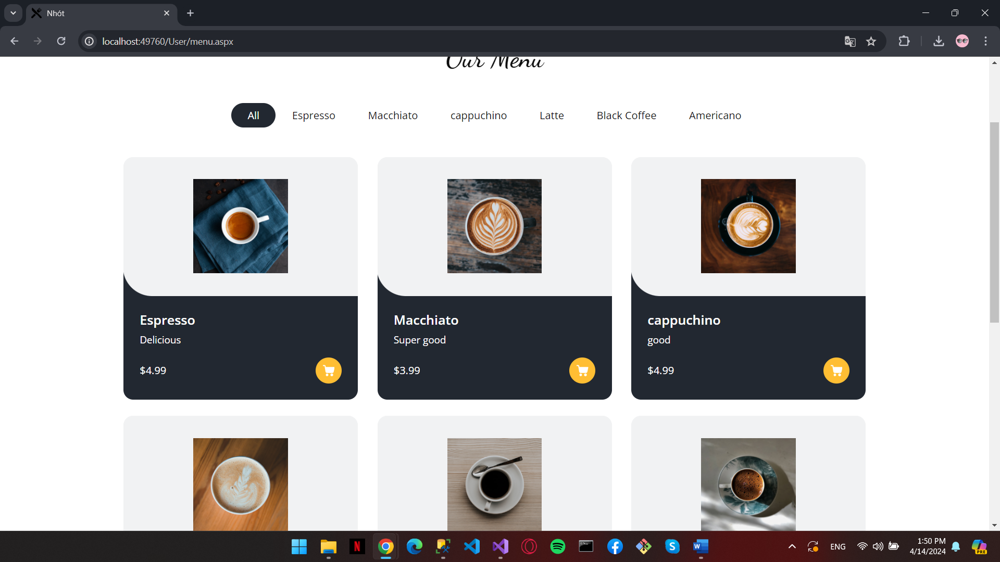 Nhót
localhost:49760/User/menu.aspx
Our Menu
All Espresso Macchiato cappuchino Latte Black Coffee Americano
Espresso
Delicious
$4.99
Macchiato
Super good
$3.99
cappuchino
good
$4.99
ENG
1:50 PM
4/14/2024
PRE